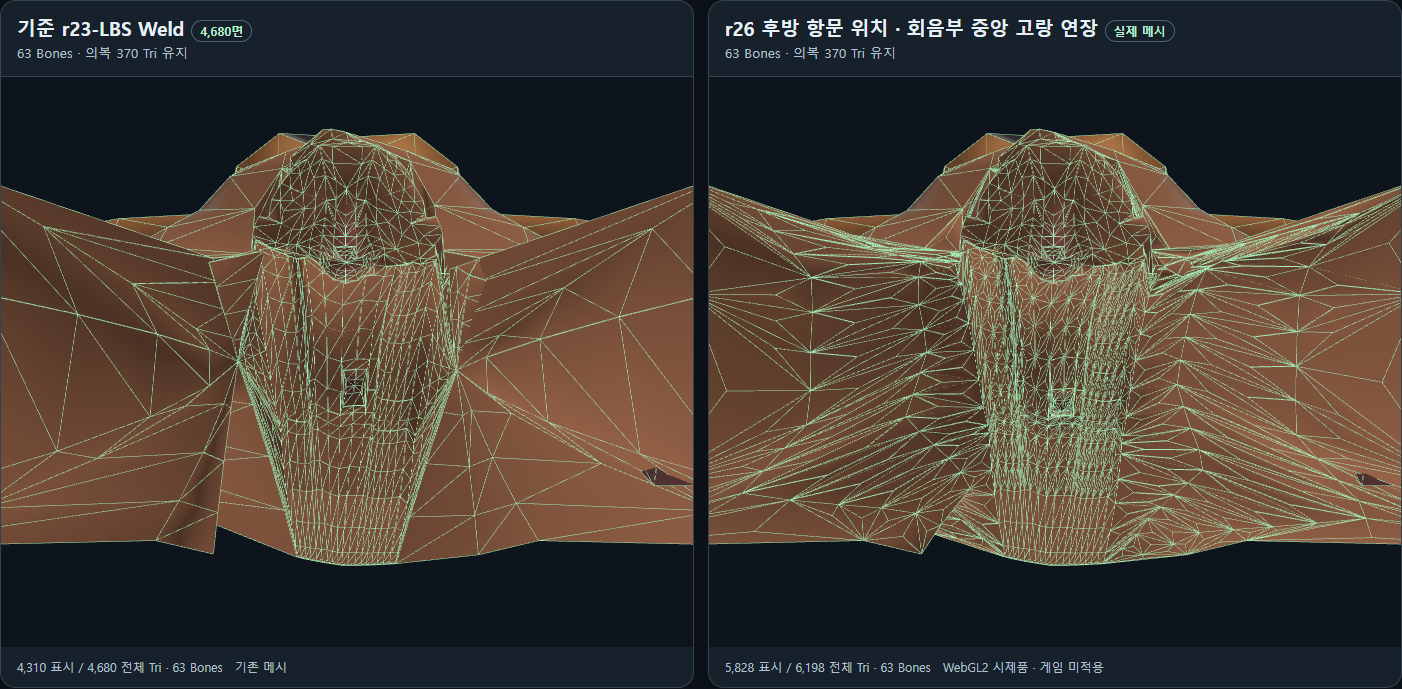 기준 r23-LBS Weld 4,680면
63 Bones · 의복 370 Tri 유지
4,310 표시 / 4,680 전체 Tri · 63 Bones 기존 메시
r26 후방 항문 위치 · 회음부 중앙 고랑 연장 실제 메시
63 Bones · 의복 370 Tri 유지
5,828 표시 / 6,198 전체 Tri · 63 Bones WebGL2 시제품 · 게임 미적용